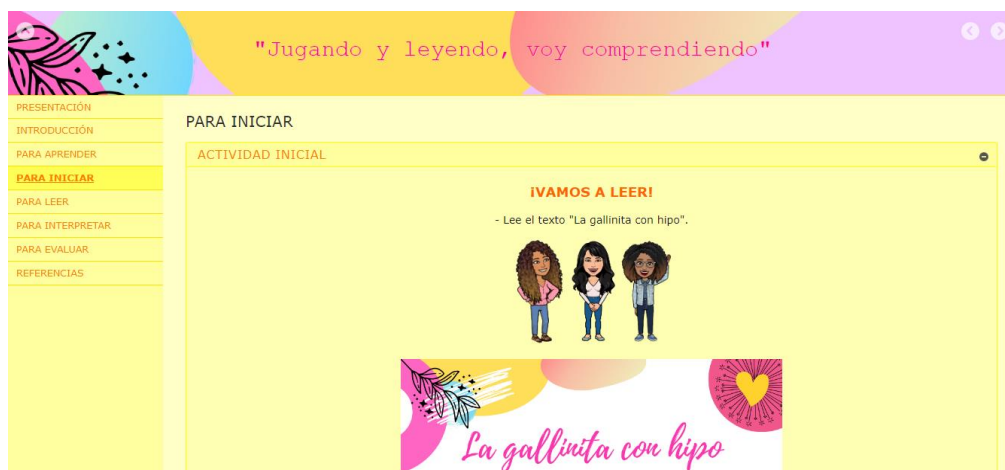 "Jugando y leyendo, voy comprendiendo"
PRESENTACIÓN
INTRODUCCIÓN
PARA APRENDER
PARA INICIAR
PARA LEER
PARA INTERPRETAR
PARA EVALUAR
REFERENCIAS
PARA INICIAR
ACTIVIDAD INICIAL
¡VAMOS A LEER!
- Lee el texto "La gallinita con hipo".
La gallinita con hipo